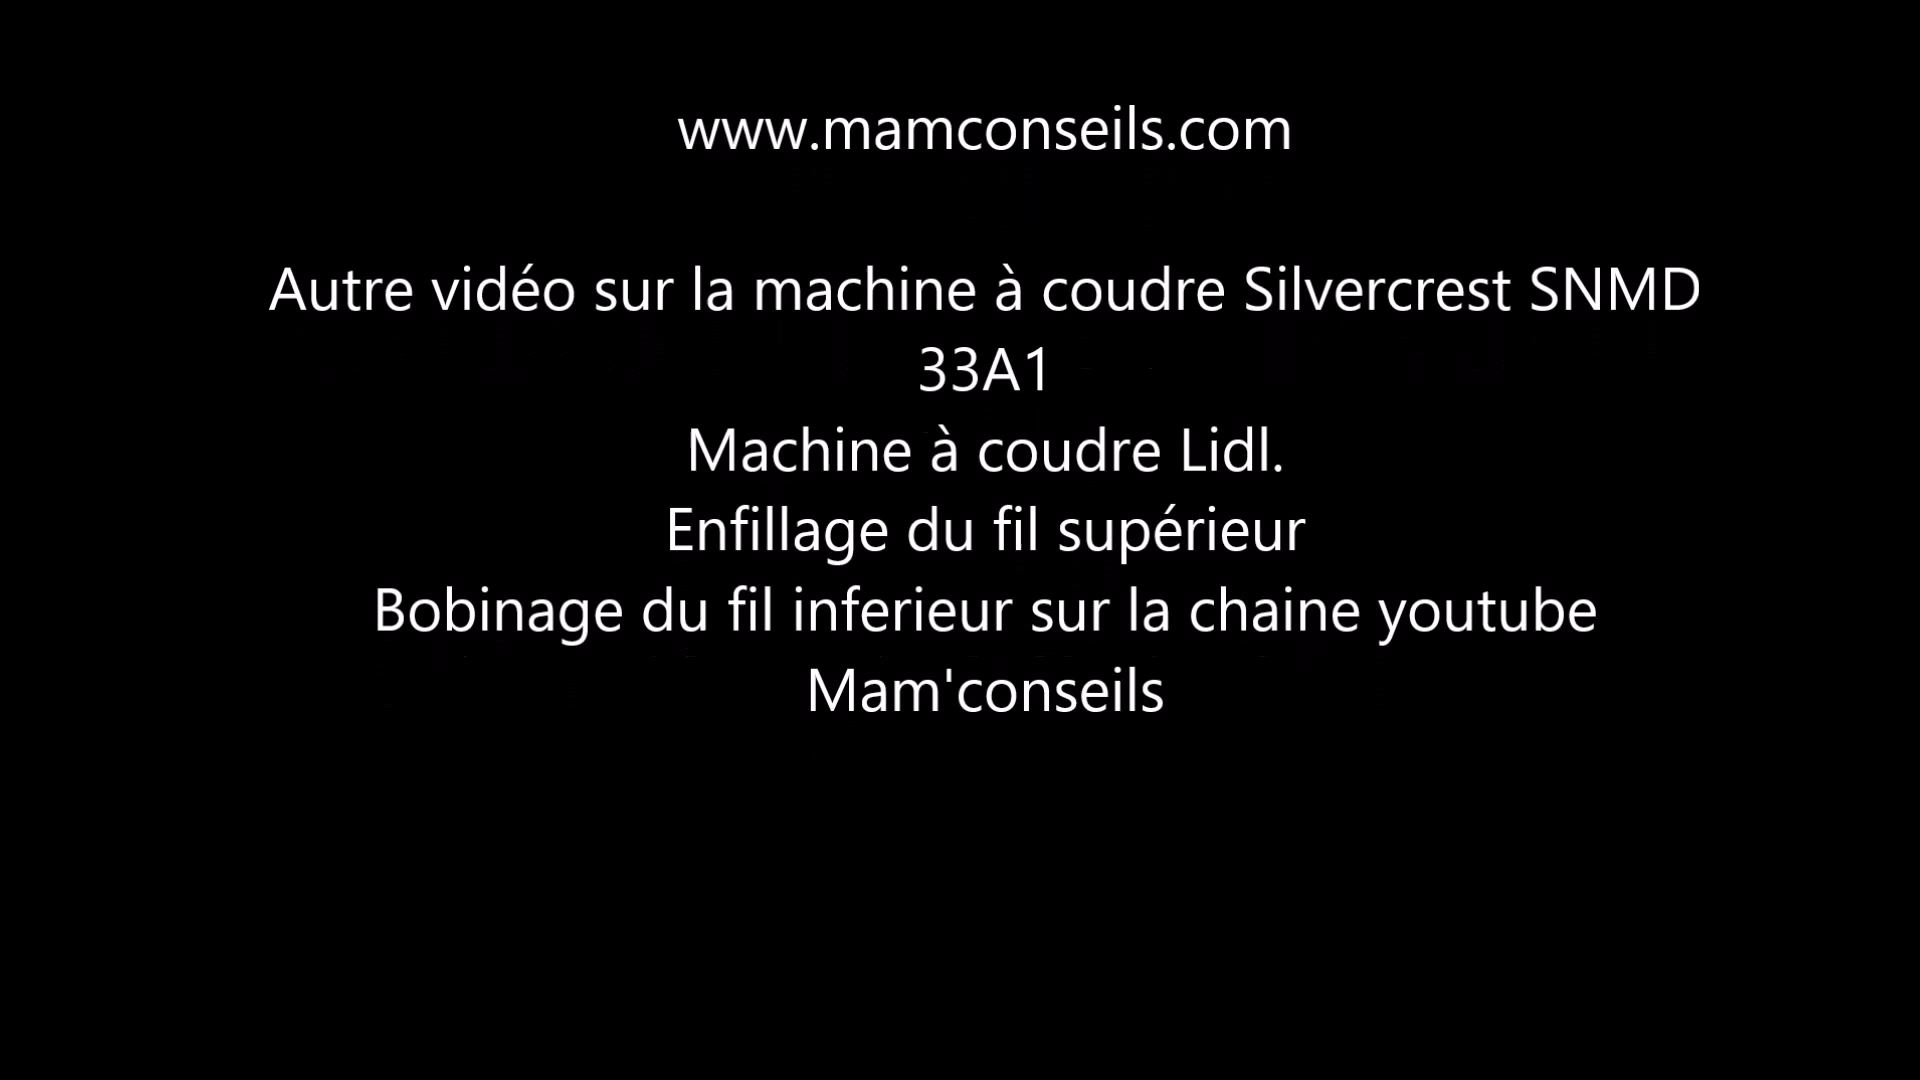 www.mamconseils.com
Autre vidéo sur la machine à coudre Silvercrest SNMD
33A1
Machine à coudre Lidl.
Enfillage du fil supérieur
Bobinage du fil inferieur sur la chaine youtube
Mam'conseils